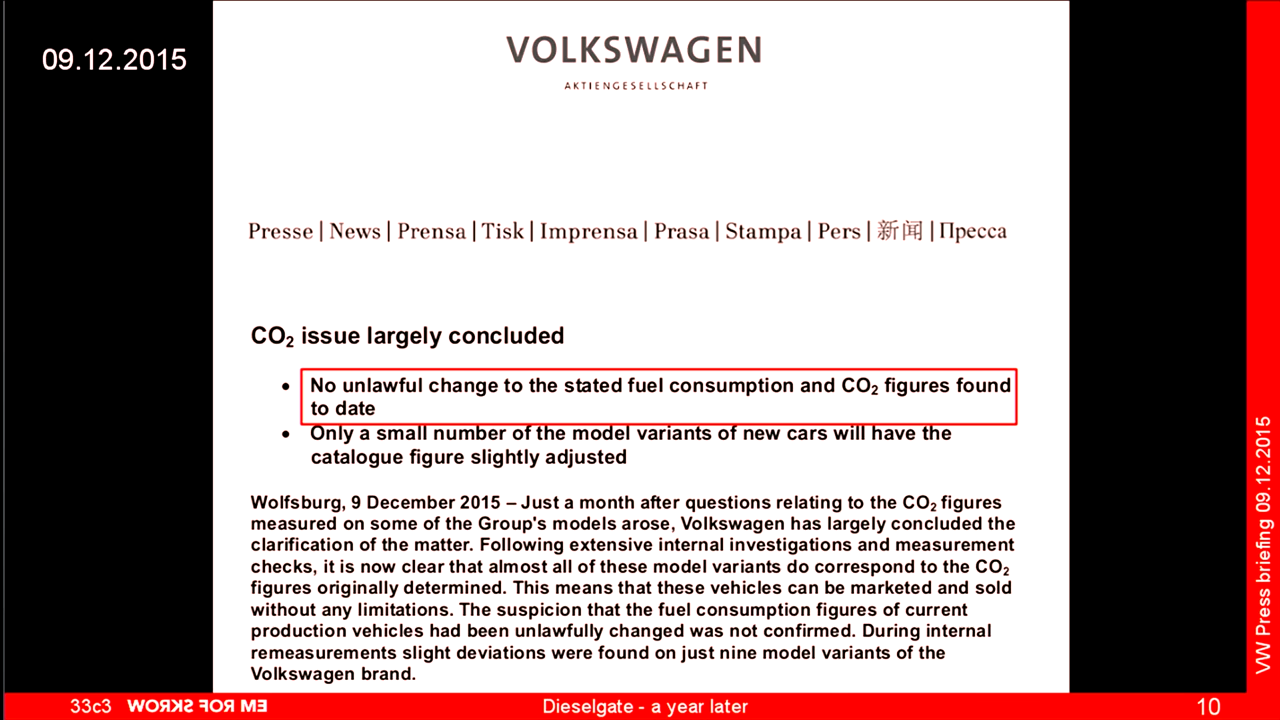 09.12.2015
VOLKSWAGEN
AKTIENGESELLSCHAFT
Presse | News | Prensa | Tisk | Imprensa | Prasa | Stampa | Pers | 新闻 | Пресса
CO₂ issue largely concluded
• No unlawful change to the stated fuel consumption and CO₂ figures found
to date
• Only a small number of the model variants of new cars will have the
catalogue figure slightly adjusted
Wolfsburg, 9 December 2015 – Just a month after questions relating to the CO₂ figures
measured on some of the Group's models arose, Volkswagen has largely concluded the
clarification of the matter. Following extensive internal investigations and measurement
checks, it is now clear that almost all of these model variants do correspond to the CO₂
figures originally determined. This means that these vehicles can be marketed and sold
without any limitations. The suspicion that the fuel consumption figures of current
production vehicles had been unlawfully changed was not confirmed. During internal
remeasurements slight deviations were found on just nine model variants of the
Volkswagen brand.
VW Press briefing 09.12.2015
33c3 WORKS FOR ME
Dieselgate - a year later
10